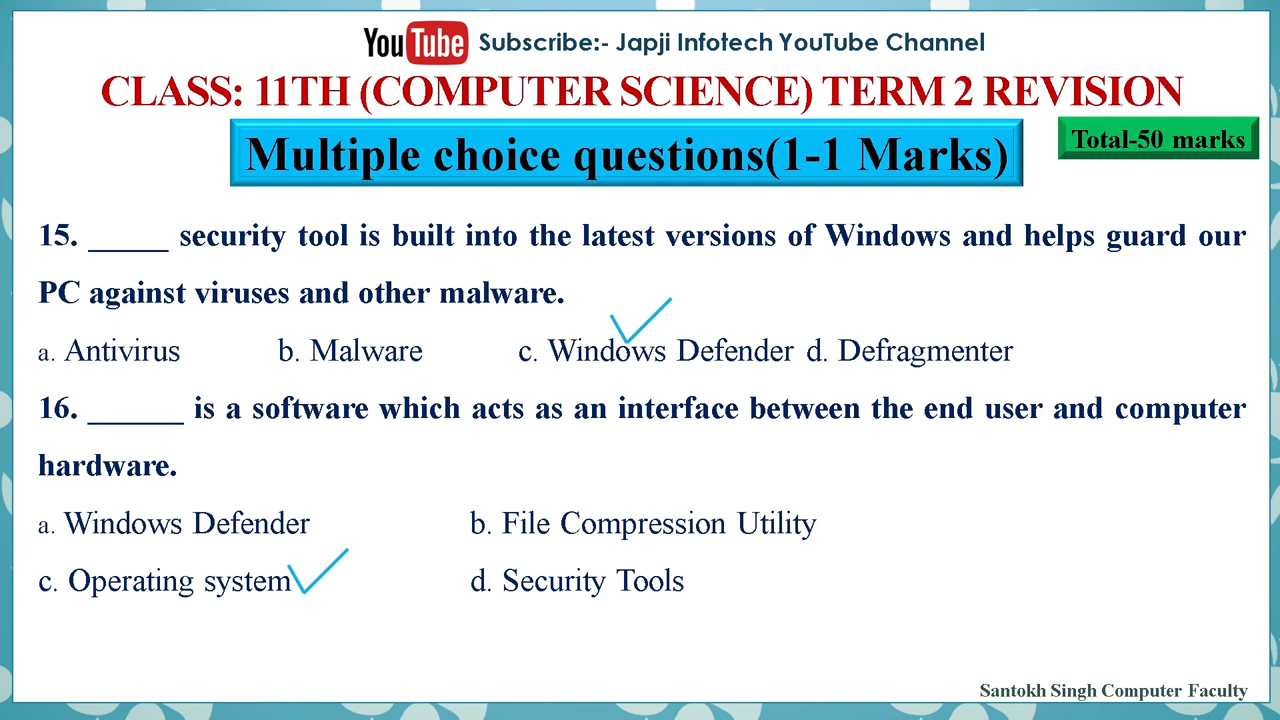 YouTube Subscribe:- Japji Infotech YouTube Channel
CLASS: 11TH (COMPUTER SCIENCE) TERM 2 REVISION
Multiple choice questions(1-1 Marks)
Total-50 marks
15. _____ security tool is built into the latest versions of Windows and helps guard our
PC against viruses and other malware.
a. Antivirus b. Malware c. Windows Defender d. Defragmenter
16. ______ is a software which acts as an interface between the end user and computer
hardware.
a. Windows Defender b. File Compression Utility
c. Operating system d. Security Tools
Santokh Singh Computer Faculty